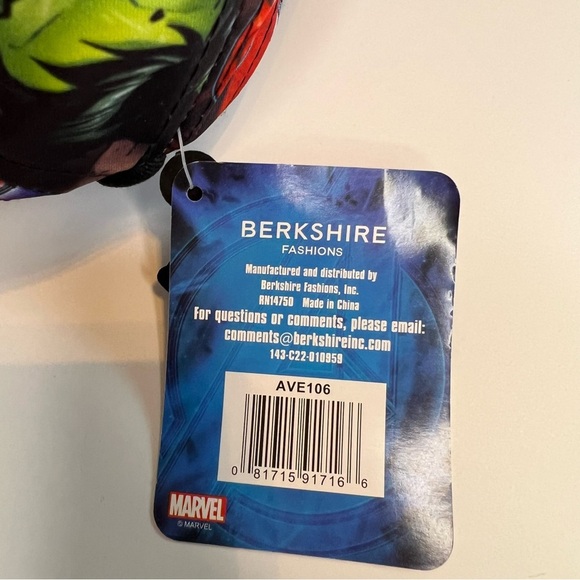 BERKSHIRE
FASHIONS
Manufactured and distributed by
Berkshire Fashions, Inc.
RN14750 Made in China
For questions or comments, please email:
comments@berkshireinc.com
143-C22-010959
AVE106
0 81715 91716 6
MARVEL
© MARVEL